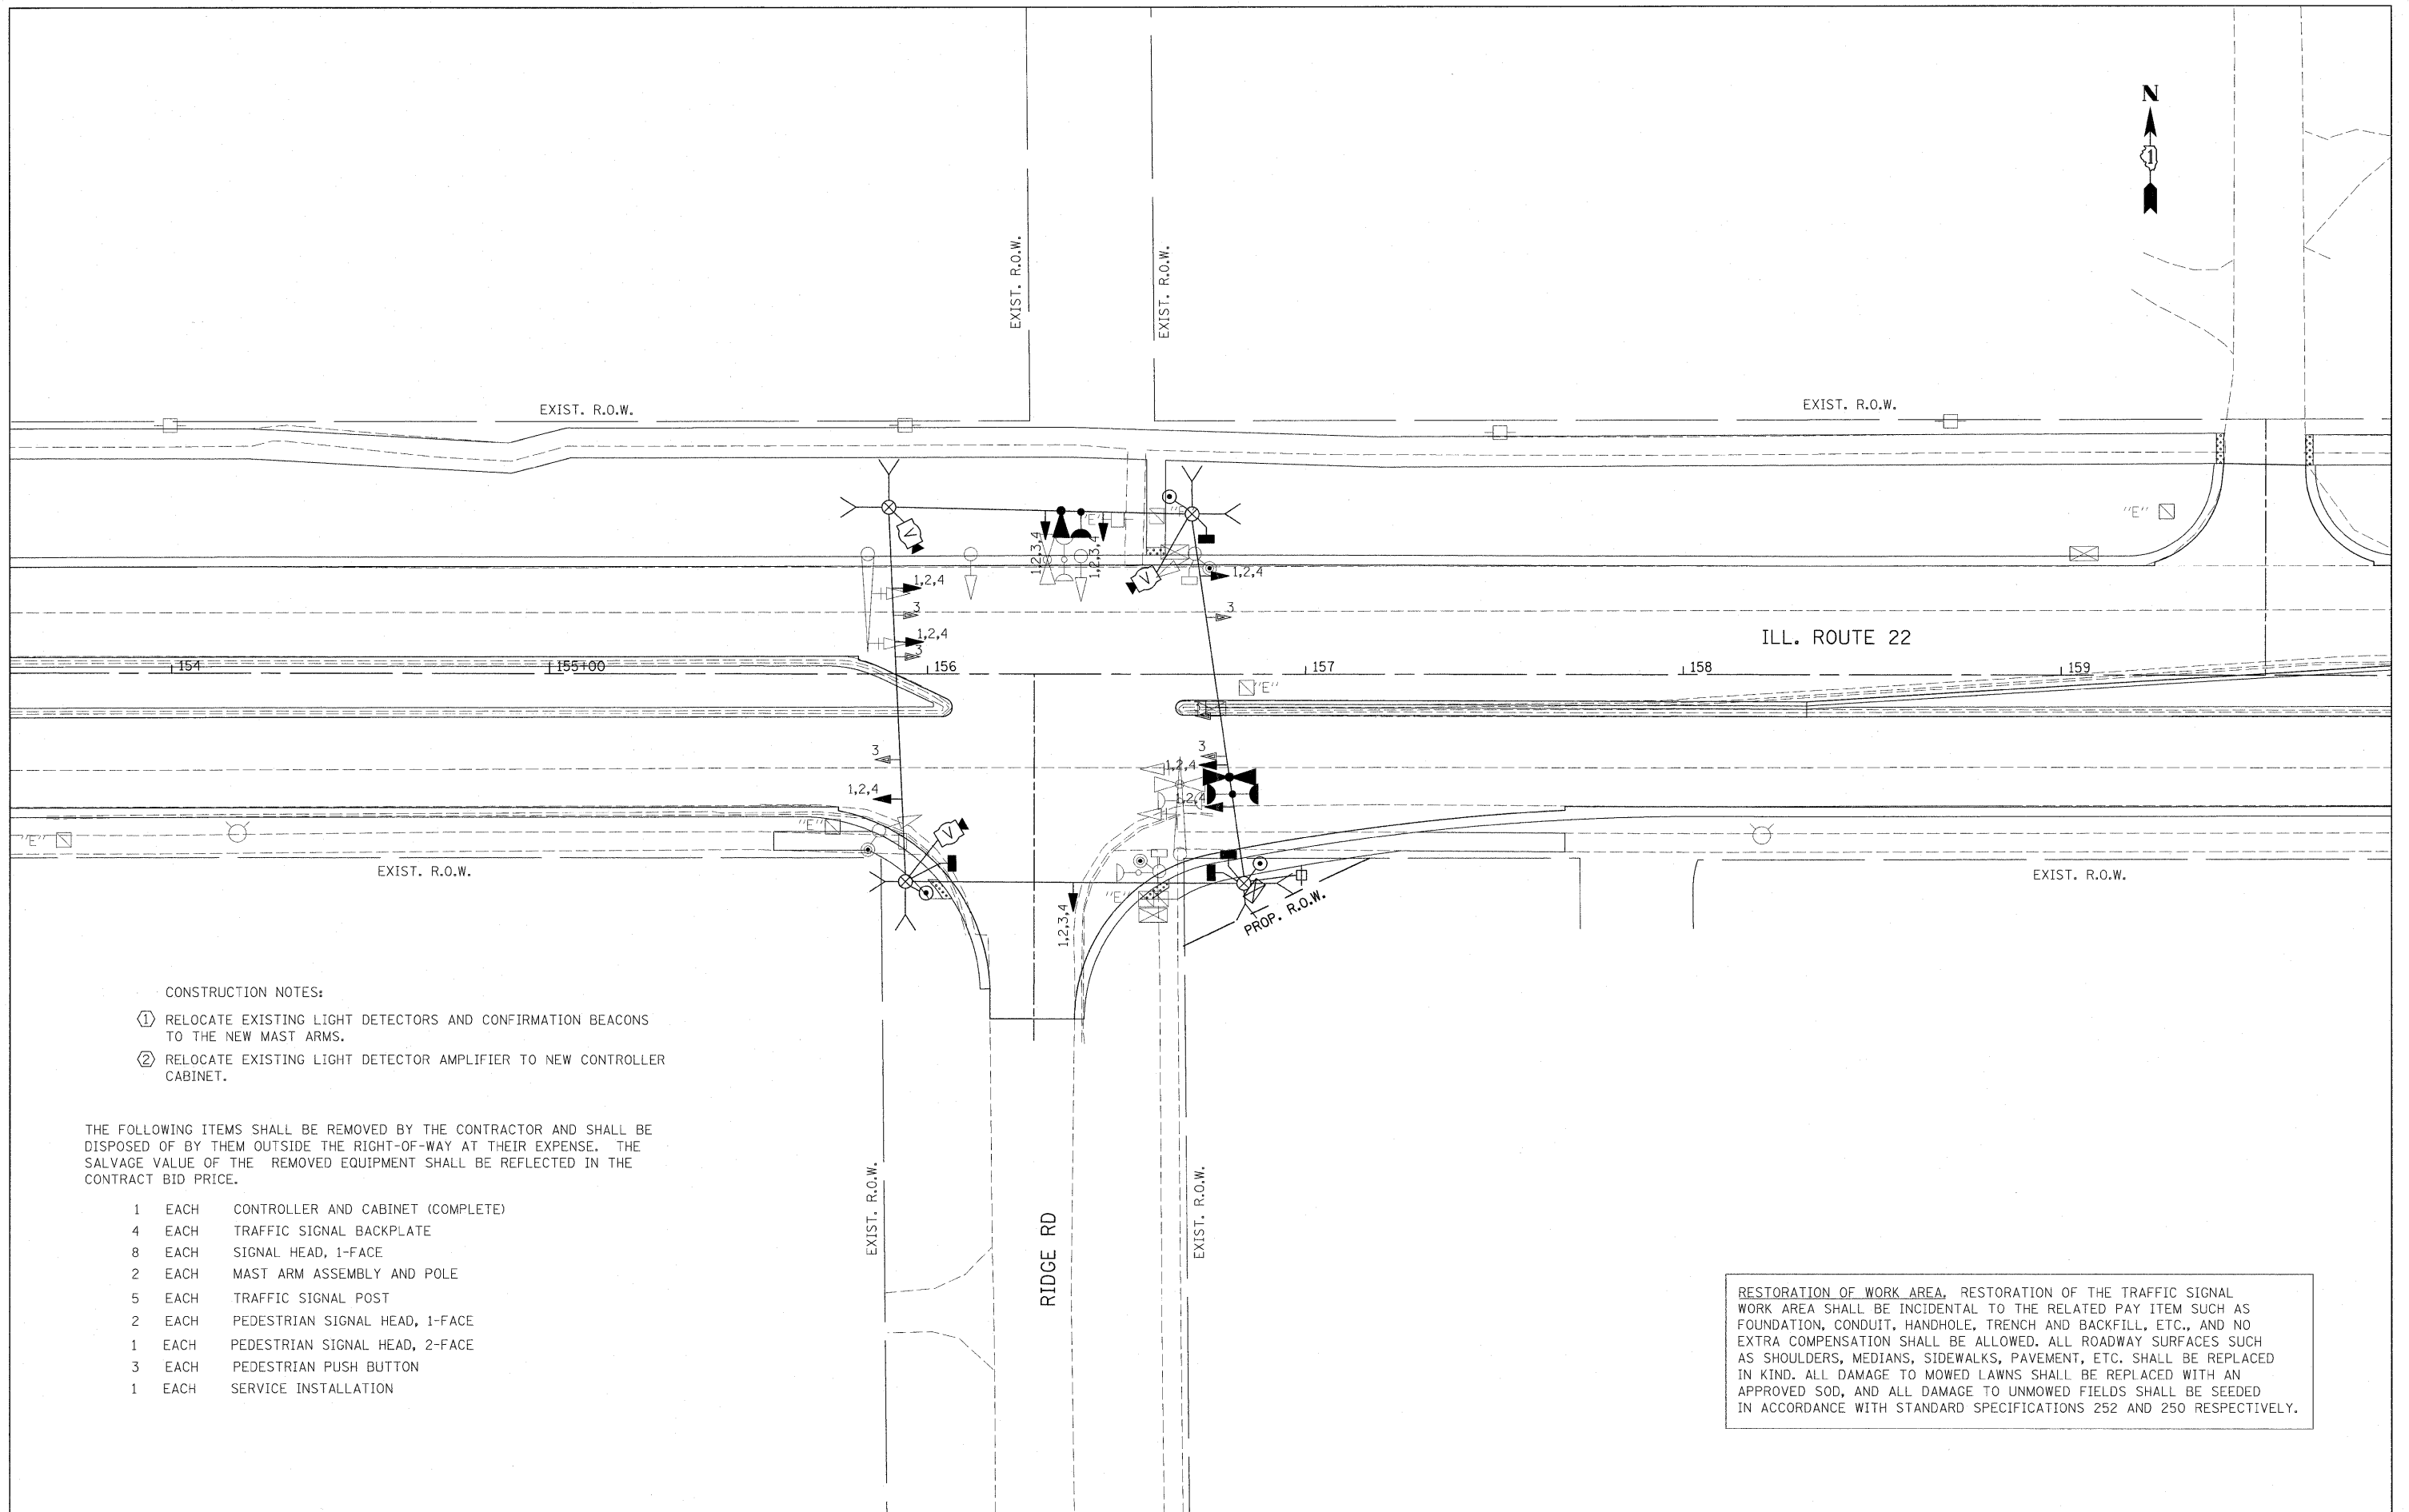 N
1
EXIST. R.O.W.
EXIST. R.O.W.
EXIST. R.O.W.
EXIST. R.O.W.
"E"
"E"
V
1,2,3,4
1,2,3,4
V
1,2,4
1,2,4
3
3
1,2,4
3
ILL. ROUTE 22
154
155+00
156
157
158
159
"E"
3
3
1,2,4
1,2,4
1,2,4
"E"
"E"
V
EXIST. R.O.W.
EXIST. R.O.W.
"E"
1,2,3,4
PROP. R.O.W.
CONSTRUCTION NOTES:
1 RELOCATE EXISTING LIGHT DETECTORS AND CONFIRMATION BEACONS
TO THE NEW MAST ARMS.
2 RELOCATE EXISTING LIGHT DETECTOR AMPLIFIER TO NEW CONTROLLER
CABINET.
THE FOLLOWING ITEMS SHALL BE REMOVED BY THE CONTRACTOR AND SHALL BE
DISPOSED OF BY THEM OUTSIDE THE RIGHT-OF-WAY AT THEIR EXPENSE. THE
SALVAGE VALUE OF THE REMOVED EQUIPMENT SHALL BE REFLECTED IN THE
CONTRACT BID PRICE.
1 EACH CONTROLLER AND CABINET (COMPLETE)
4 EACH TRAFFIC SIGNAL BACKPLATE
8 EACH SIGNAL HEAD, 1-FACE
2 EACH MAST ARM ASSEMBLY AND POLE
5 EACH TRAFFIC SIGNAL POST
2 EACH PEDESTRIAN SIGNAL HEAD, 1-FACE
1 EACH PEDESTRIAN SIGNAL HEAD, 2-FACE
3 EACH PEDESTRIAN PUSH BUTTON
1 EACH SERVICE INSTALLATION
EXIST. R.O.W.
RIDGE RD
EXIST. R.O.W.
RESTORATION OF WORK AREA. RESTORATION OF THE TRAFFIC SIGNAL
WORK AREA SHALL BE INCIDENTAL TO THE RELATED PAY ITEM SUCH AS
FOUNDATION, CONDUIT, HANDHOLE, TRENCH AND BACKFILL, ETC., AND NO
EXTRA COMPENSATION SHALL BE ALLOWED. ALL ROADWAY SURFACES SUCH
AS SHOULDERS, MEDIANS, SIDEWALKS, PAVEMENT, ETC. SHALL BE REPLACED
IN KIND. ALL DAMAGE TO MOWED LAWNS SHALL BE REPLACED WITH AN
APPROVED SOD, AND ALL DAMAGE TO UNMOWED FIELDS SHALL BE SEEDED
IN ACCORDANCE WITH STANDARD SPECIFICATIONS 252 AND 250 RESPECTIVELY.